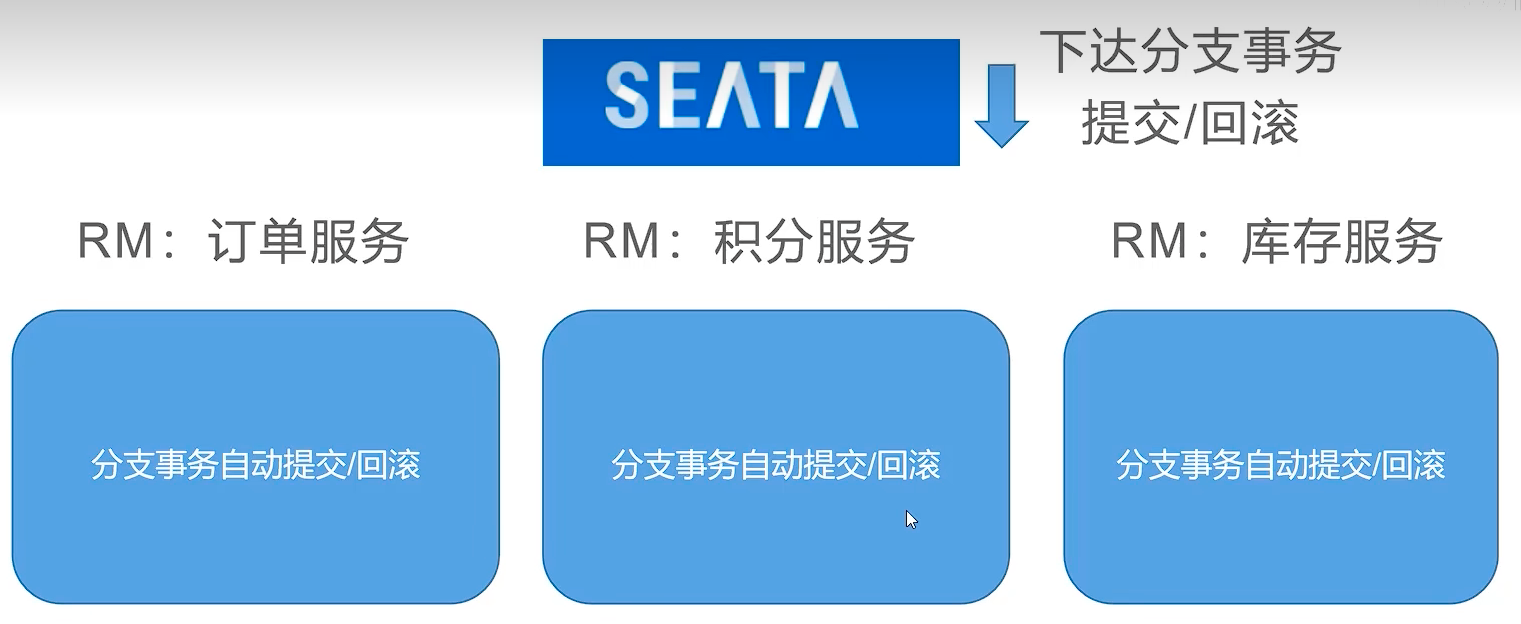 SEATA
下达分支事务
提交/回滚
RM：订单服务
RM：积分服务
RM：库存服务
分支事务自动提交/回滚
分支事务自动提交/回滚
分支事务自动提交/回滚